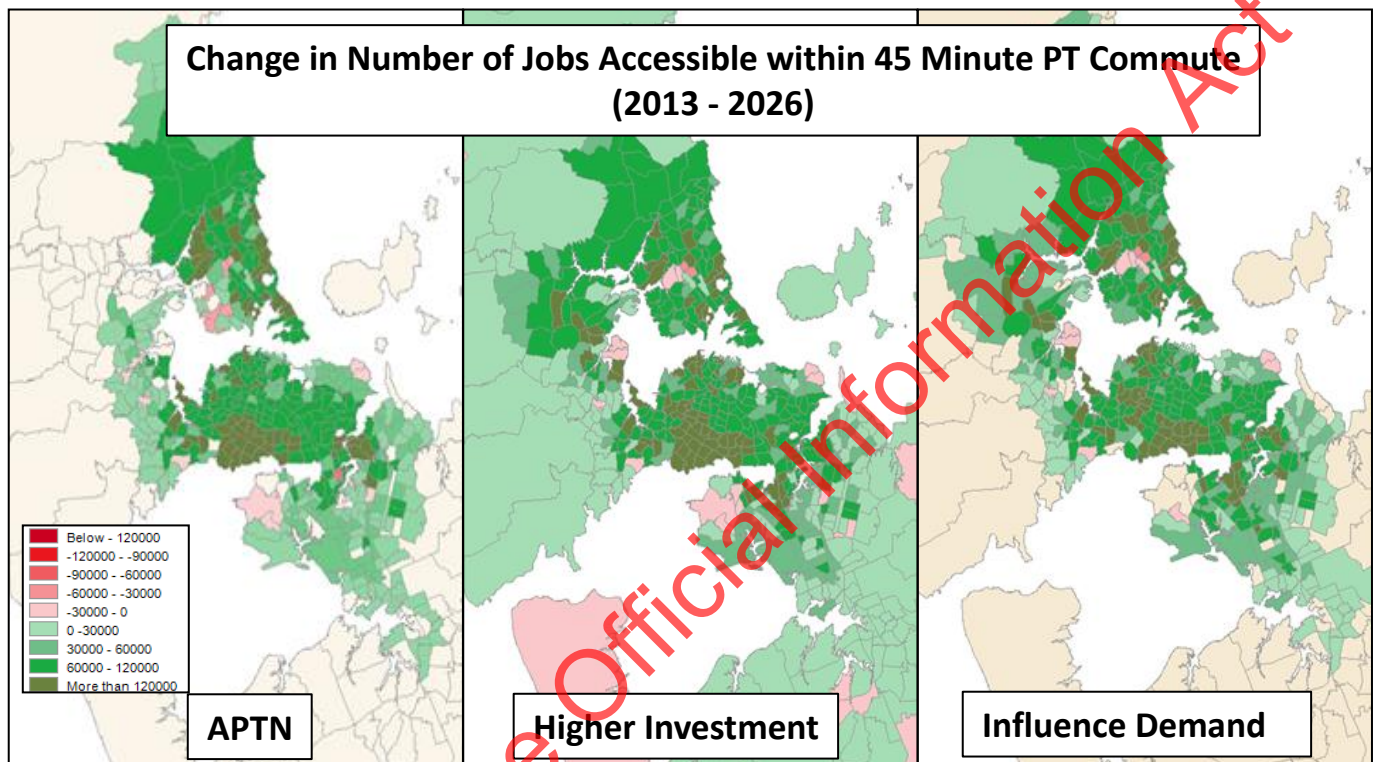 Change in Number of Jobs Accessible within 45 Minute PT Commute
(2013 - 2026)
Below - 120000
-120000 - -90000
-90000 - -60000
-60000 - -30000
-30000 - 0
0 -30000
30000 - 60000
60000 - 120000
More than 120000
APTN
Higher Investment
Influence Demand
e Official Information Act